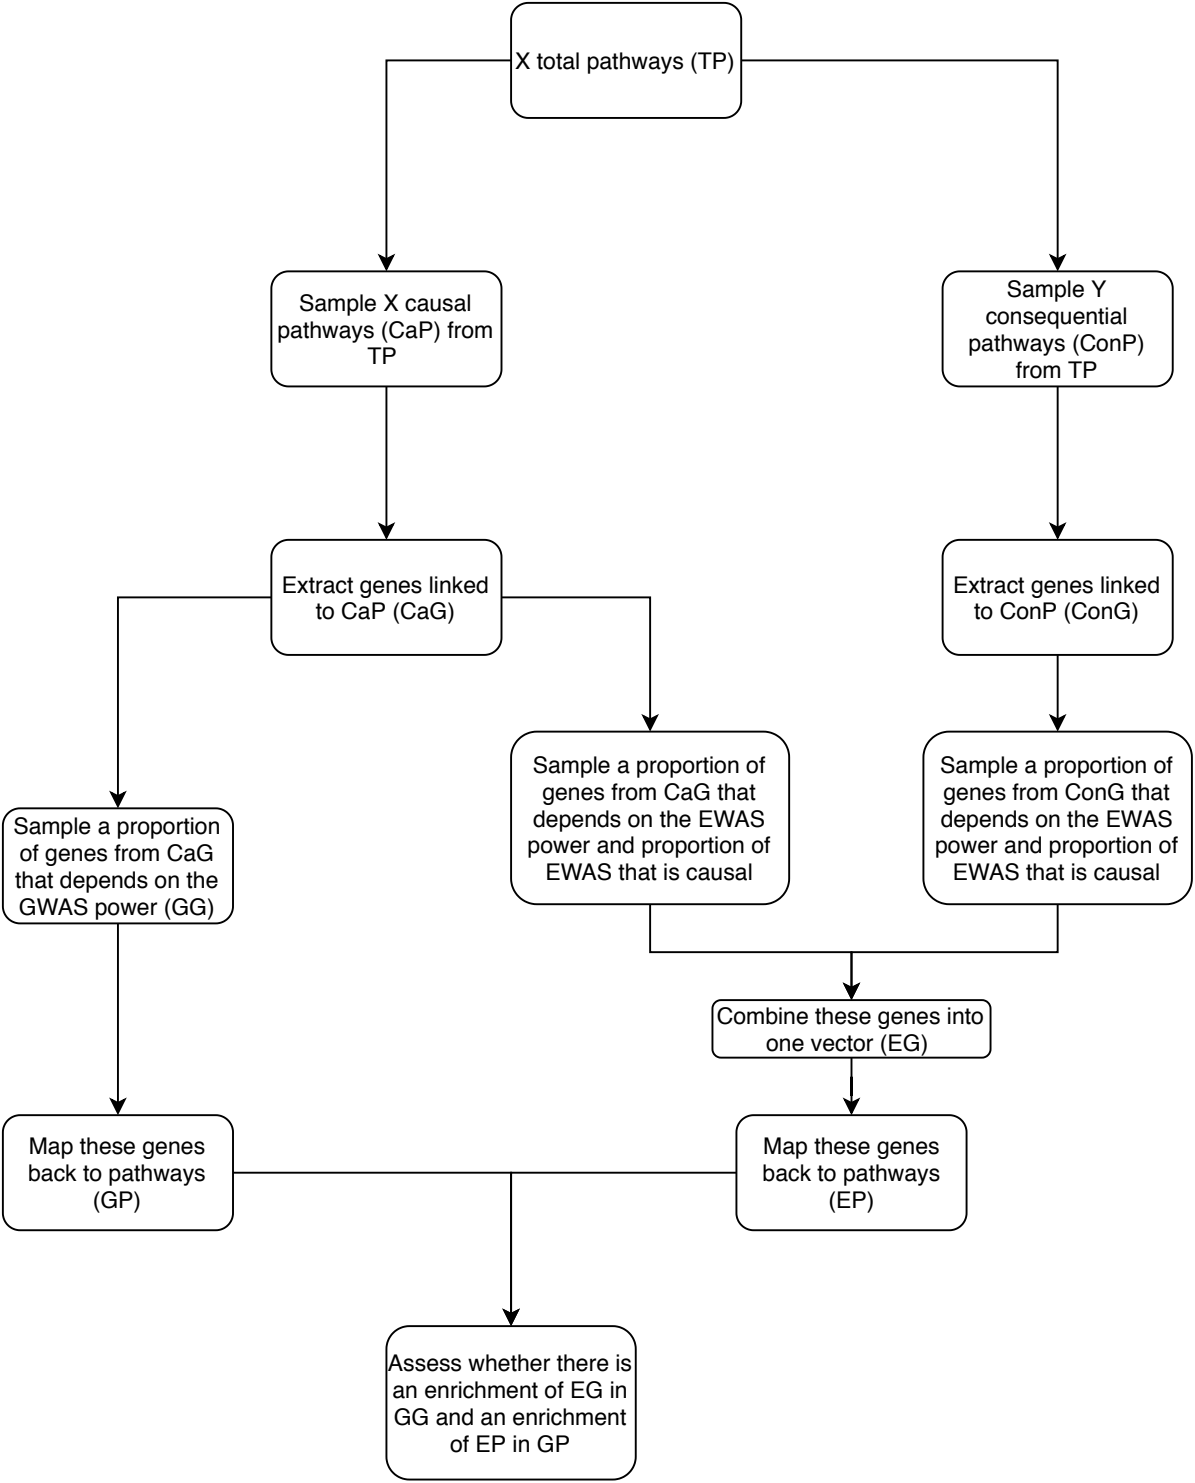 X total pathways (TP)
Sample X causal
pathways (CaP) from
TP
Sample Y
consequential
pathways (ConP)
from TP
Extract genes linked
to CaP (CaG)
Extract genes linked
to ConP (ConG)
Sample a proportion
of genes from CaG
that depends on the
GWAS power (GG)
Sample a proportion of
genes from CaG that
depends on the EWAS
power and proportion of
EWAS that is causal
Sample a proportion of
genes from ConG that
depends on the EWAS
power and proportion of
EWAS that is causal
Combine these genes into
one vector (EG)
Map these genes
back to pathways
(GP)
Map these genes
back to pathways
(EP)
Assess whether there is
an enrichment of EG in
GG and an enrichment
of EP in GP